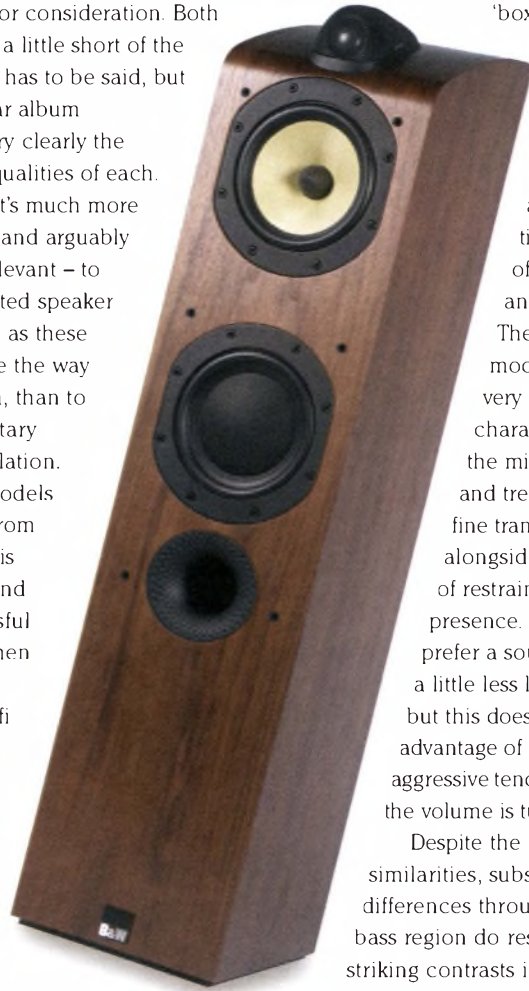 or consideration. Both
a little short of the
has to be said, but
ar album
ry clearly the
qualities of each.
t's much more
and arguably
levant – to
ted speaker
as these
e the way
, than to
tary
lation.
odels
rom
is
nd
sful
hen
fi
'box
a
ti
of
an
The
mod
very
chara
the mi
and tre
fine tran
alongsid
of restrain
presence.
prefer a sou
a little less l
but this does
advantage of
aggressive tend
the volume is tu
Despite the
similarities, subs
differences throu
bass region do res
striking contrasts i
B&W